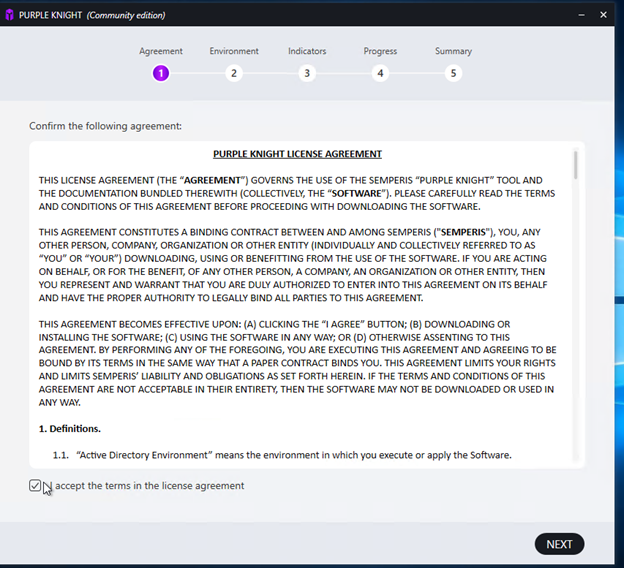 PURPLE KNIGHT (Community edition)
Agreement Environment Indicators Progress Summary
1 2 3 4 5
Confirm the following agreement:
PURPLE KNIGHT LICENSE AGREEMENT
THIS LICENSE AGREEMENT (THE “AGREEMENT”) GOVERNS THE USE OF THE SEMPERIS “PURPLE KNIGHT” TOOL AND
THE DOCUMENTATION BUNDLED THEREWITH (COLLECTIVELY, THE “SOFTWARE”). PLEASE CAREFULLY READ THE TERMS
AND CONDITIONS OF THIS AGREEMENT BEFORE PROCEEDING WITH DOWNLOADING THE SOFTWARE.
THIS AGREEMENT CONSTITUTES A BINDING CONTRACT BETWEEN AND AMONG SEMPERIS ("SEMPERIS"), YOU, ANY
OTHER PERSON, COMPANY, ORGANIZATION OR OTHER ENTITY (INDIVIDUALLY AND COLLECTIVELY REFERRED TO AS
“YOU” OR “YOUR”) DOWNLOADING, USING OR BENEFITTING FROM THE USE OF THE SOFTWARE. IF YOU ARE ACTING
ON BEHALF, OR FOR THE BENEFIT, OF ANY OTHER PERSON, A COMPANY, AN ORGANIZATION OR OTHER ENTITY, THEN
YOU REPRESENT AND WARRANT THAT YOU ARE DULY AUTHORIZED TO ENTER INTO THIS AGREEMENT ON ITS BEHALF
AND HAVE THE PROPER AUTHORITY TO LEGALLY BIND ALL PARTIES TO THIS AGREEMENT.
THIS AGREEMENT BECOMES EFFECTIVE UPON: (A) CLICKING THE “I AGREE” BUTTON; (B) DOWNLOADING OR
INSTALLING THE SOFTWARE; (C) USING THE SOFTWARE IN ANY WAY; OR (D) OTHERWISE ASSENTING TO THIS
AGREEMENT. BY PERFORMING ANY OF THE FOREGOING, YOU ARE EXECUTING THIS AGREEMENT AND AGREEING TO BE
BOUND BY ITS TERMS IN THE SAME WAY THAT A PAPER CONTRACT BINDS YOU. THIS AGREEMENT LIMITS YOUR RIGHTS
AND LIMITS SEMPERIS’ LIABILITY AND OBLIGATIONS AS SET FORTH HEREIN. IF THE TERMS AND CONDITIONS OF THIS
AGREEMENT ARE NOT ACCEPTABLE IN THEIR ENTIRETY, THEN THE SOFTWARE MAY NOT BE DOWNLOADED OR USED IN
ANY WAY.
1. Definitions.
1.1. “Active Directory Environment” means the environment in which you execute or apply the Software.
I accept the terms in the license agreement
NEXT